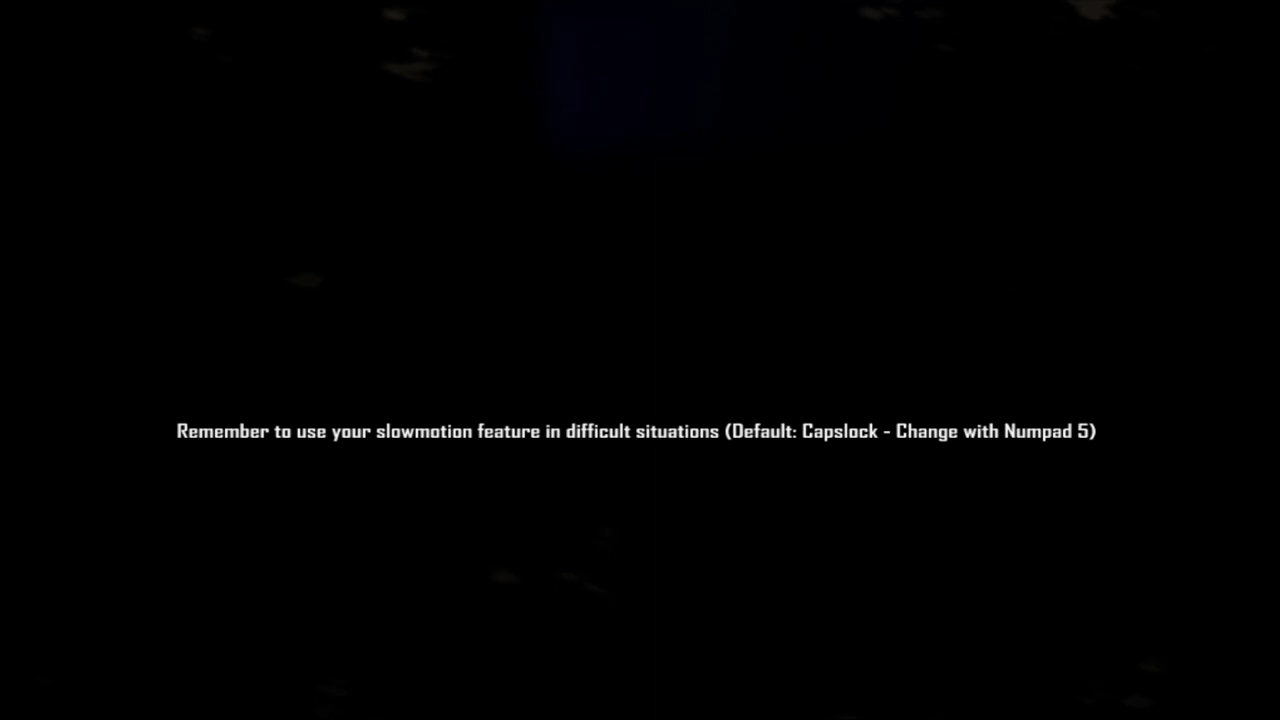 Remember to use your slowmotion feature in difficult situations (Default: Capslock - Change with Numpad 5)